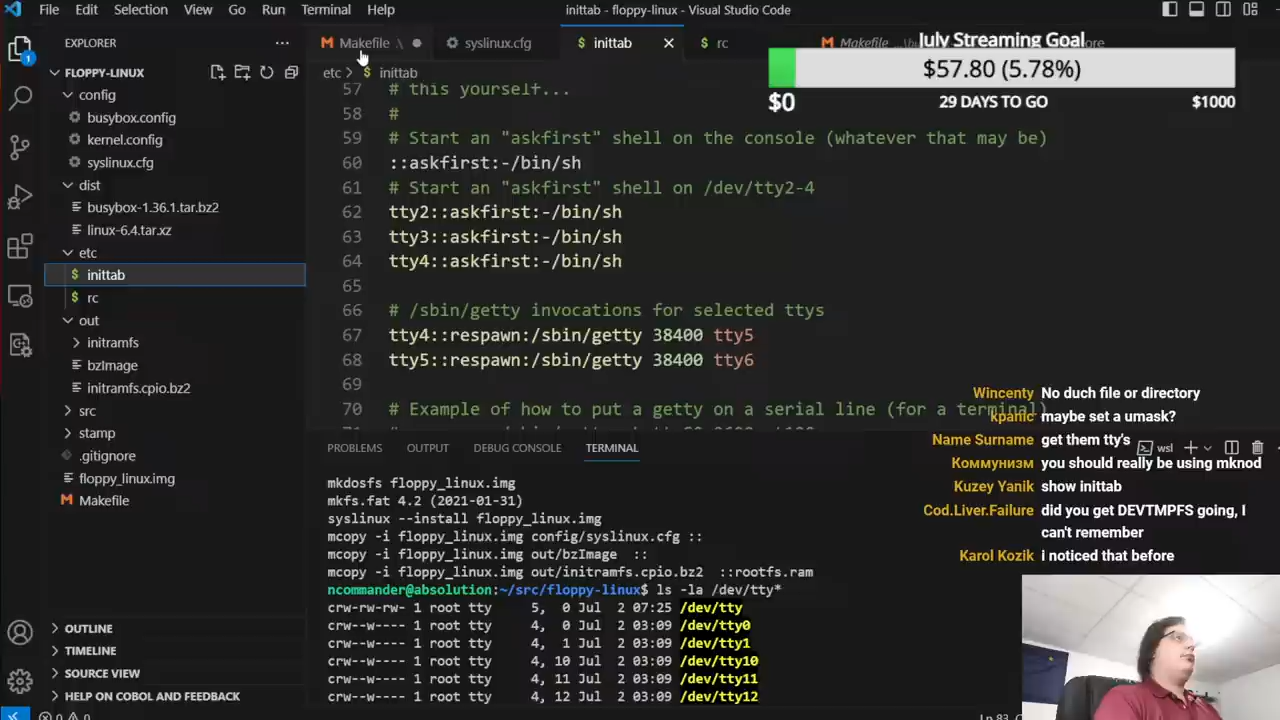 File Edit Selection View Go Run Terminal Help
inittab - floppy-linux - Visual Studio Code
EXPLORER
Makefile \
syslinux.cfg
inittab
rc
Makefile
July Streaming Goal
$57.80 (5.78%)
$0
29 DAYS TO GO
$1000
1
FLOPPY-LINUX
config
busybox.config
kernel.config
syslinux.cfg
dist
busybox-1.36.1.tar.bz2
linux-6.4.tar.xz
etc
inittab
rc
out
initramfs
bzImage
initramfs.cpio.bz2
src
stamp
.gitignore
floppy_linux.img
Makefile
OUTLINE
TIMELINE
SOURCE VIEW
HELP ON COBOL AND FEEDBACK
etc > inittab
57 # this yourself...
58 #
59 # Start an "askfirst" shell on the console (whatever that may be)
60 ::askfirst:-/bin/sh
61 # Start an "askfirst" shell on /dev/tty2-4
62 tty2::askfirst:-/bin/sh
63 tty3::askfirst:-/bin/sh
64 tty4::askfirst:-/bin/sh
65
66 # /sbin/getty invocations for selected ttys
67 tty4::respawn:/sbin/getty 38400 tty5
68 tty5::respawn:/sbin/getty 38400 tty6
69
70 # Example of how to put a getty on a serial line (for a terminal)
PROBLEMS OUTPUT DEBUG CONSOLE TERMINAL
wsl
mkdosfs floppy_linux.img
mkfs.fat 4.2 (2021-01-31)
syslinux --install floppy_linux.img
mcopy -i floppy_linux.img config/syslinux.cfg ::
mcopy -i floppy_linux.img out/bzImage ::
mcopy -i floppy_linux.img out/initramfs.cpio.bz2 ::rootfs.ram
ncommander@absolution:~/src/floppy-linux$ ls -la /dev/tty*
crw-rw-rw- 1 root tty 5, 0 Jul 2 07:25 /dev/tty
crw--w---- 1 root tty 4, 0 Jul 2 03:09 /dev/tty0
crw--w---- 1 root tty 4, 1 Jul 2 03:09 /dev/tty1
crw--w---- 1 root tty 4, 10 Jul 2 03:09 /dev/tty10
crw--w---- 1 root tty 4, 11 Jul 2 03:09 /dev/tty11
crw--w---- 1 root tty 4, 12 Jul 2 03:09 /dev/tty12
Wincenty No duch file or directory
kpanic maybe set a umask?
Name Surname get them tty's
Коммунизм you should really be using mknod
Kuzey Yanik show inittab
Cod.Liver.Failure did you get DEVTMPFS going, I
can't remember
Karol Kozik i noticed that before